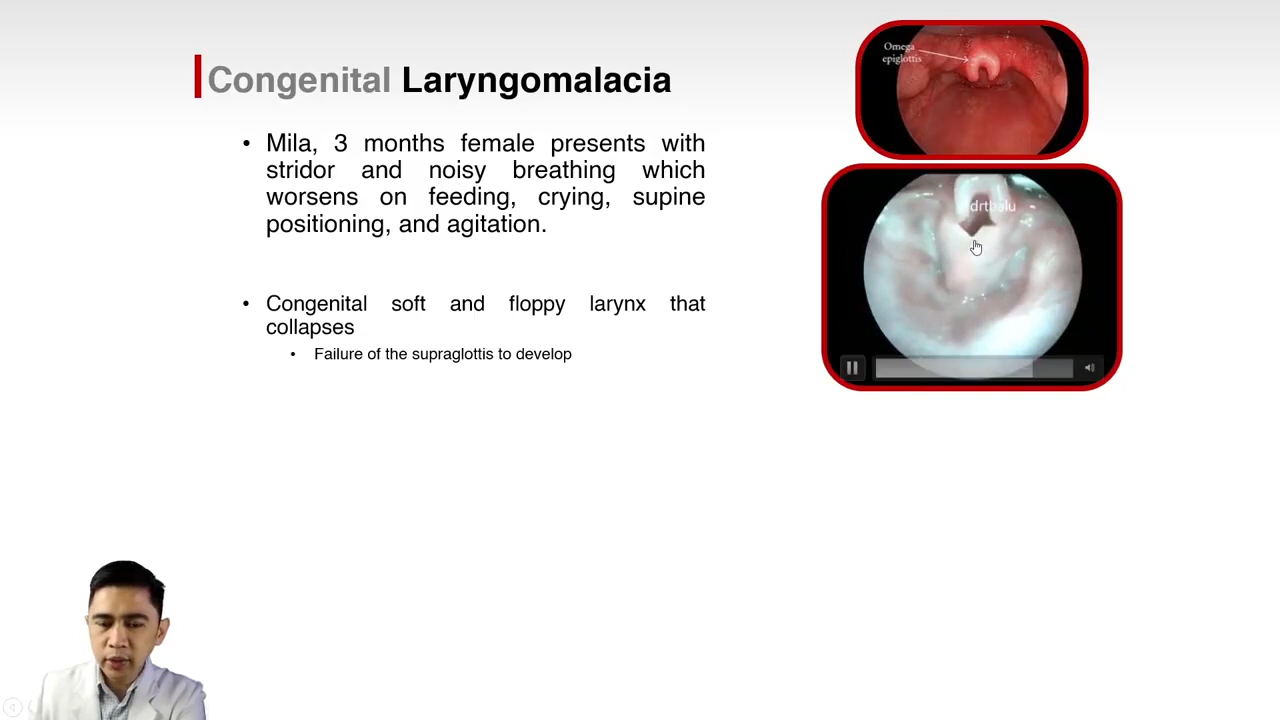 Congenital Laryngomalacia
• Mila, 3 months female presents with
stridor and noisy breathing which
worsens on feeding, crying, supine
positioning, and agitation.
• Congenital soft and floppy larynx that
collapses
• Failure of the supraglottis to develop
Omega
epiglottis
drtbalu